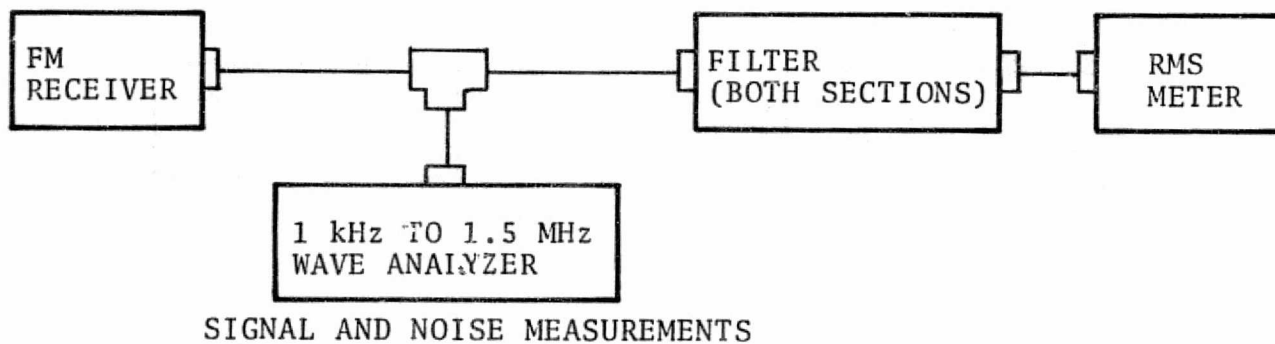 FM
RECEIVER
FILTER
(BOTH SECTIONS)
RMS
METER
1 kHz TO 1.5 MHz
WAVE ANALYZER
SIGNAL AND NOISE MEASUREMENTS